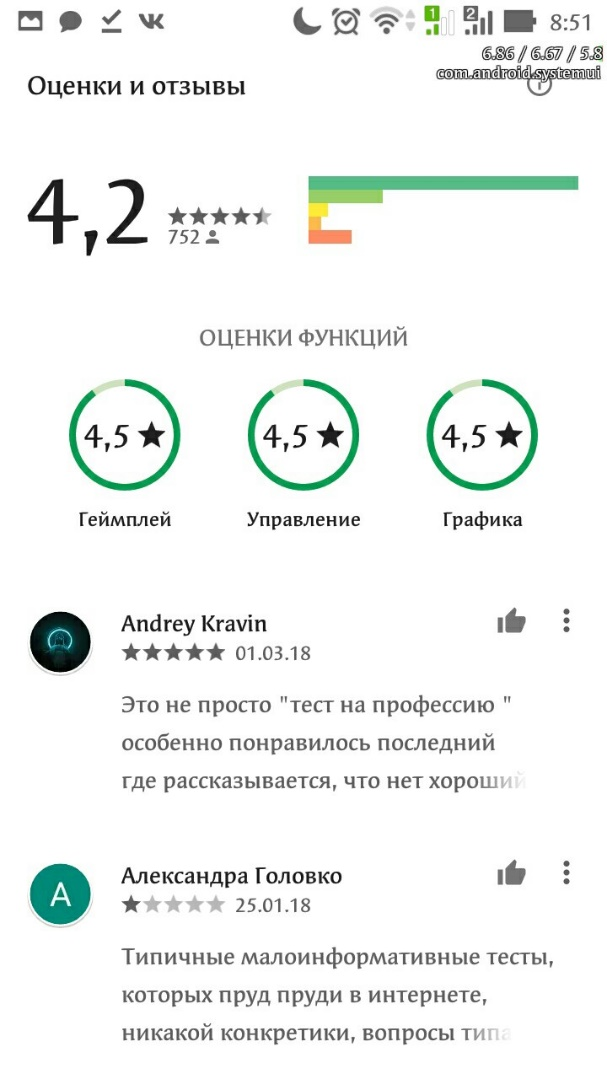 8:51
6.86 / 6.67 / 5.8
com.android.systemui
Оценки и отзывы
4,2
752
ОЦЕНКИ ФУНКЦИЙ
4,5 4,5 4,5
Геймплей Управление Графика
Andrey Kravin
01.03.18
Это не просто "тест на профессию "
особенно понравилось последний
где рассказывается, что нет хороший
А
Александра Головко
25.01.18
Типичные малоинформативные тесты,
которых пруд пруди в интернете,
никакой конкретики, вопросы типа